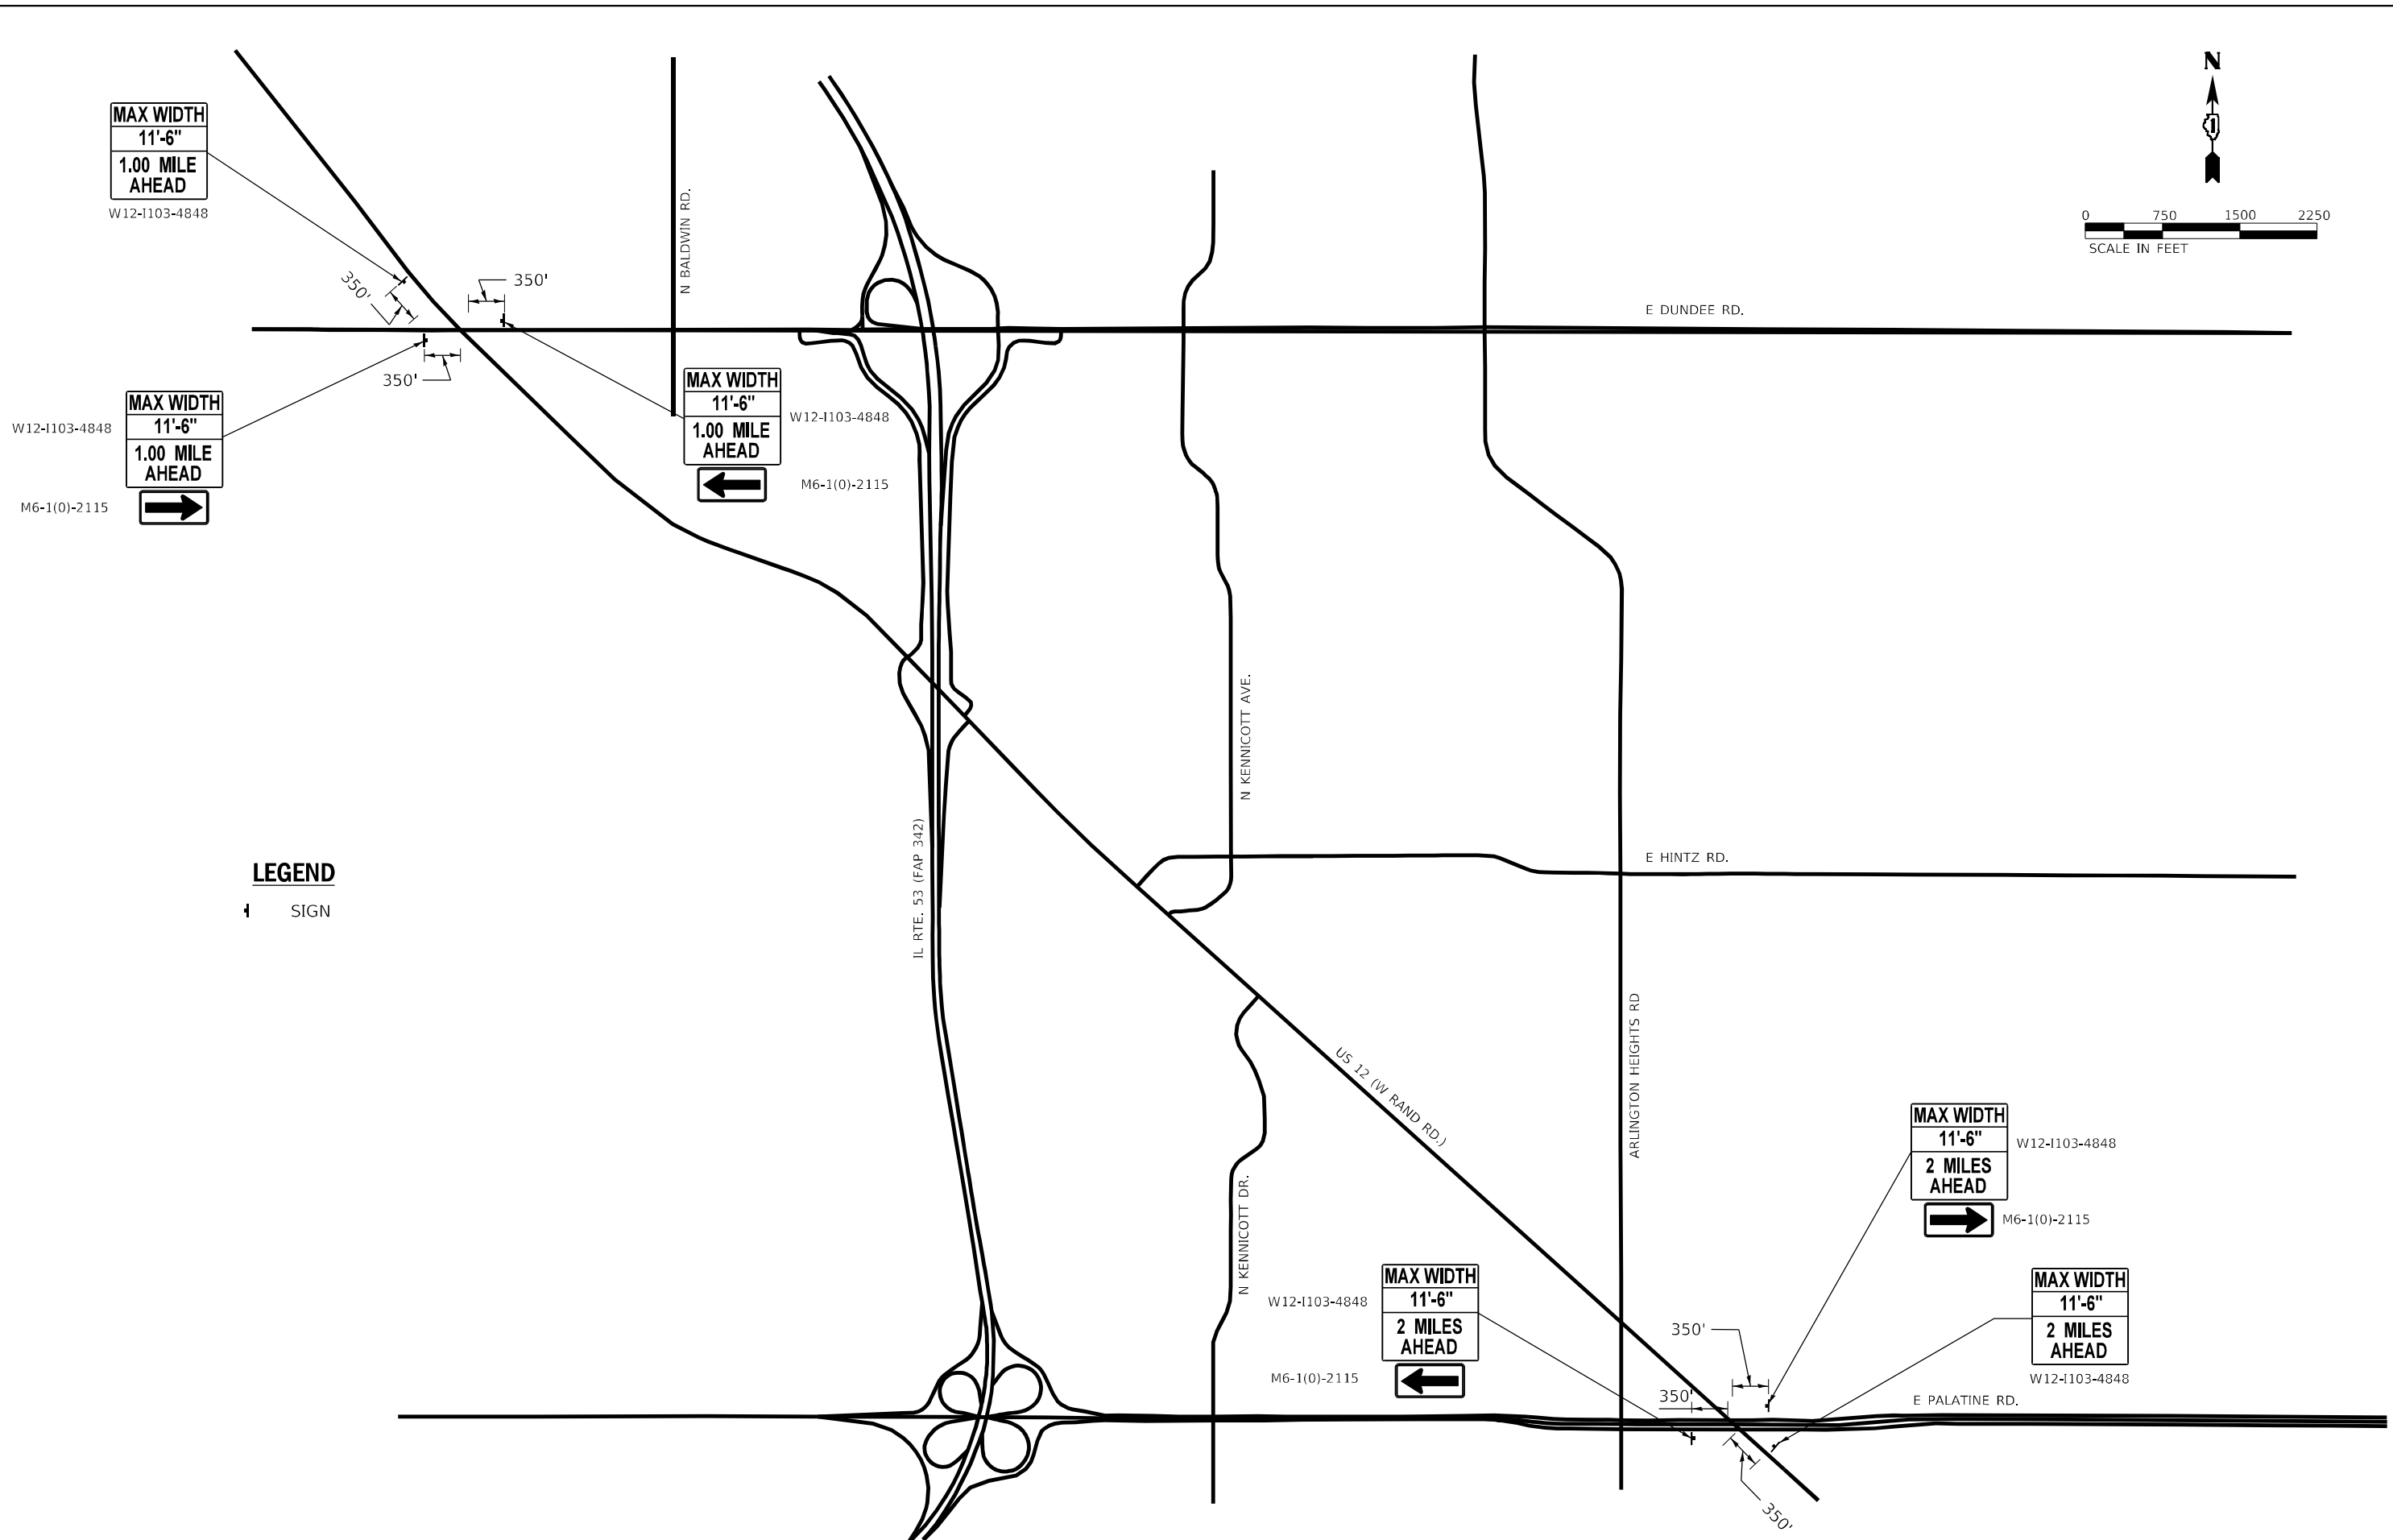 MAX WIDTH
11'-6"
1.00 MILE
AHEAD
W12-I103-4848
350'
350'
350'
W12-I103-4848
MAX WIDTH
11'-6"
1.00 MILE
AHEAD
M6-1(0)-2115
N BALDWIN RD.
MAX WIDTH
11'-6"
1.00 MILE
AHEAD
W12-I103-4848
M6-1(0)-2115
N
0 750 1500 2250
SCALE IN FEET
E DUNDEE RD.
N KENNICOTT AVE.
IL RTE. 53 (FAP 342)
LEGEND
SIGN
E HINTZ RD.
US 12 (W RAND RD.)
ARLINGTON HEIGHTS RD
N KENNICOTT DR.
MAX WIDTH
11'-6"
2 MILES
AHEAD
W12-I103-4848
M6-1(0)-2115
W12-I103-4848
MAX WIDTH
11'-6"
2 MILES
AHEAD
M6-1(0)-2115
350'
350'
350'
MAX WIDTH
11'-6"
2 MILES
AHEAD
W12-I103-4848
E PALATINE RD.